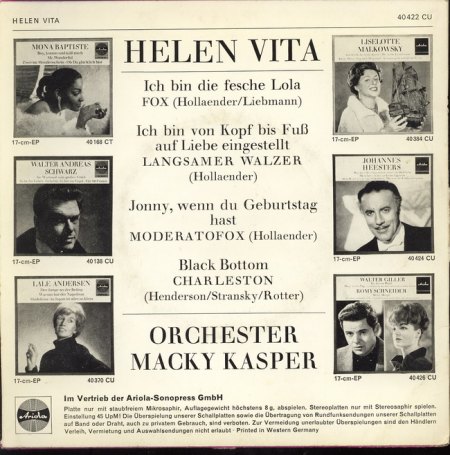 HELEN VITA
40 422 CU
MONA BAPTISTE
17-cm-EP 40 168 CT
WALTER ANDREAS
SCHWARZ
17-cm-EP 40 138 CU
LALE ANDERSEN
17-cm-EP 40 370 CU
HELEN VITA
Ich bin die fesche Lola
FOX (Hollaender/Liebmann)
Ich bin von Kopf bis Fuß
auf Liebe eingestellt
LANGSAMER WALZER
(Hollaender)
Jonny, wenn du Geburtstag
hast
MODERATOFOX (Hollaender)
Black Bottom
CHARLESTON
(Henderson/Stransky/Rotter)
ORCHESTER
MACKY KASPER
LISELOTTE
MALKOWSKY
17-cm-EP 40 384 CU
JOHANNES
HEESTERS
17-cm-EP 40 424 CU
WALTER GILLER
ROMY SCHNEIDER
17-cm-EP 40 426 CU
Ariola
Im Vertrieb der Ariola-Sonopress GmbH
Platte nur mit staubfreiem Mikrosaphir, Auflagegewicht höchstens 8 g, abspielen. Stereoplatten nur mit Stereosaphir spielen.
Einstellung 45 UpM! Die Überspielung unserer Schallplatten sowie die Übertragung von Rundfunksendungen unserer Schallplatten
auf Band oder Draht, auch zu privatem Gebrauch, sind verboten. Zur Vermeidung unerlaubter Überspielungen sind den Händlern
Verleih, Vermietung und Auswahlsendungen nicht erlaubt · Printed in Western Germany